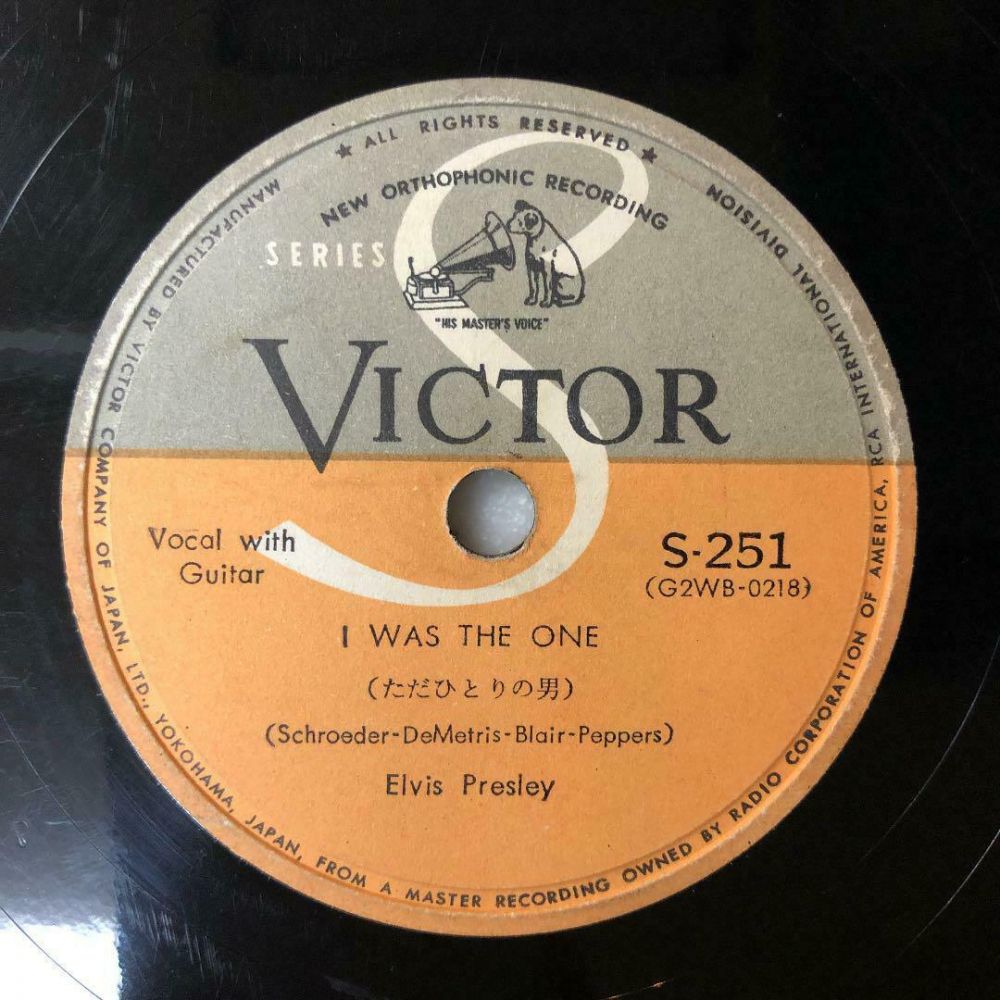 ★ ALL RIGHTS RESERVED ★
NEW ORTHOPHONIC RECORDING
SERIES S
"HIS MASTER'S VOICE"
VICTOR
Vocal with
Guitar
S-251
(G2WB-0218)
I WAS THE ONE
(ただひとりの男)
(Schroeder-DeMetris-Blair-Peppers)
Elvis Presley
MANUFACTURED BY VICTOR COMPANY OF JAPAN, LTD., YOKOHAMA, JAPAN, FROM A MASTER RECORDING OWNED BY RADIO CORPORATION OF AMERICA, RCA INTERNATIONAL DIVISION